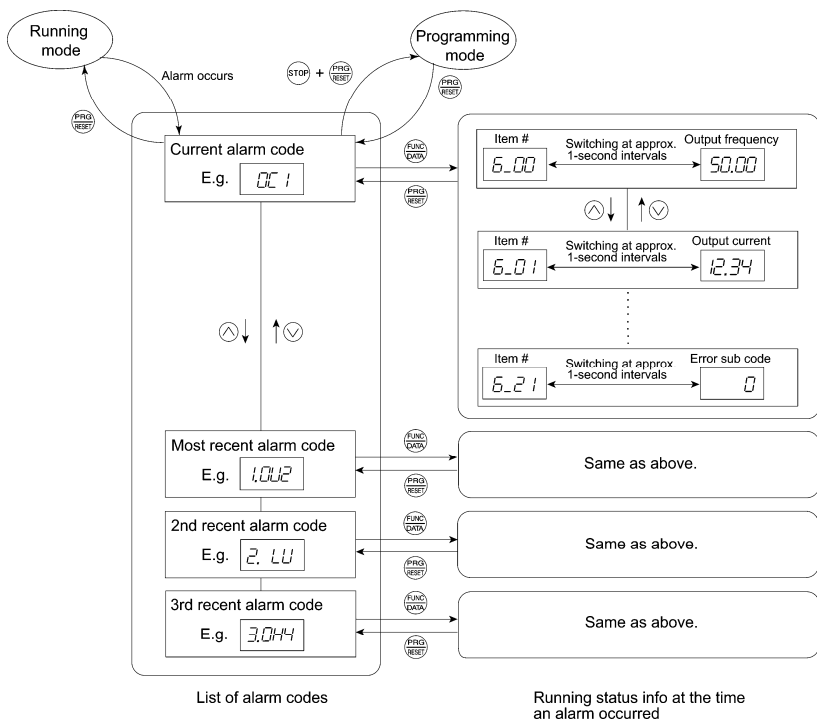 Running
mode
Programming
mode
Alarm occurs
STOP + PRG
RESET
PRG
RESET
PRG
RESET
Current alarm code
E.g. OC1
FUNC
DATA
PRG
RESET
Item #
Switching at approx.
1-second intervals
Output frequency
6_00
50.00
Item #
Switching at approx.
1-second intervals
Output current
6_01
12.34
Item #
Switching at approx
1-second intervals
Error sub code
6_21
0
Most recent alarm code
E.g. 1.OU2
FUNC
DATA
PRG
RESET
Same as above.
2nd recent alarm code
E.g. 2. LU
FUNC
DATA
PRG
RESET
Same as above.
3rd recent alarm code
E.g. 3.OH4
FUNC
DATA
PRG
RESET
Same as above.
List of alarm codes
Running status info at the time
an alarm occurred